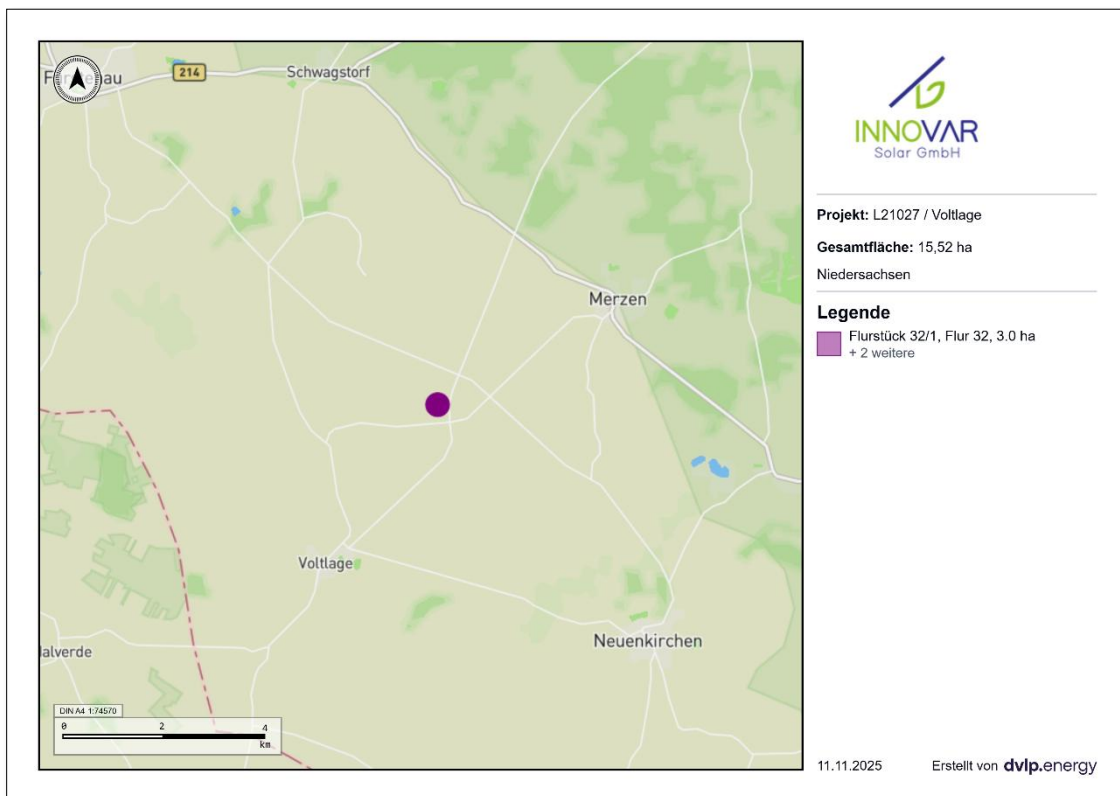 214
Schwagstorf
Merzen
Voltlage
Neuenkirchen
alverde
DIN A4 1:74570
0 2 4
km
INNOVAR
Solar GmbH
Projekt: L21027 / Voltlage
Gesamtfläche: 15,52 ha
Niedersachsen
Legende
Flurstück 32/1, Flur 32, 3.0 ha
+ 2 weitere
11.11.2025
Erstellt von dvlp.energy